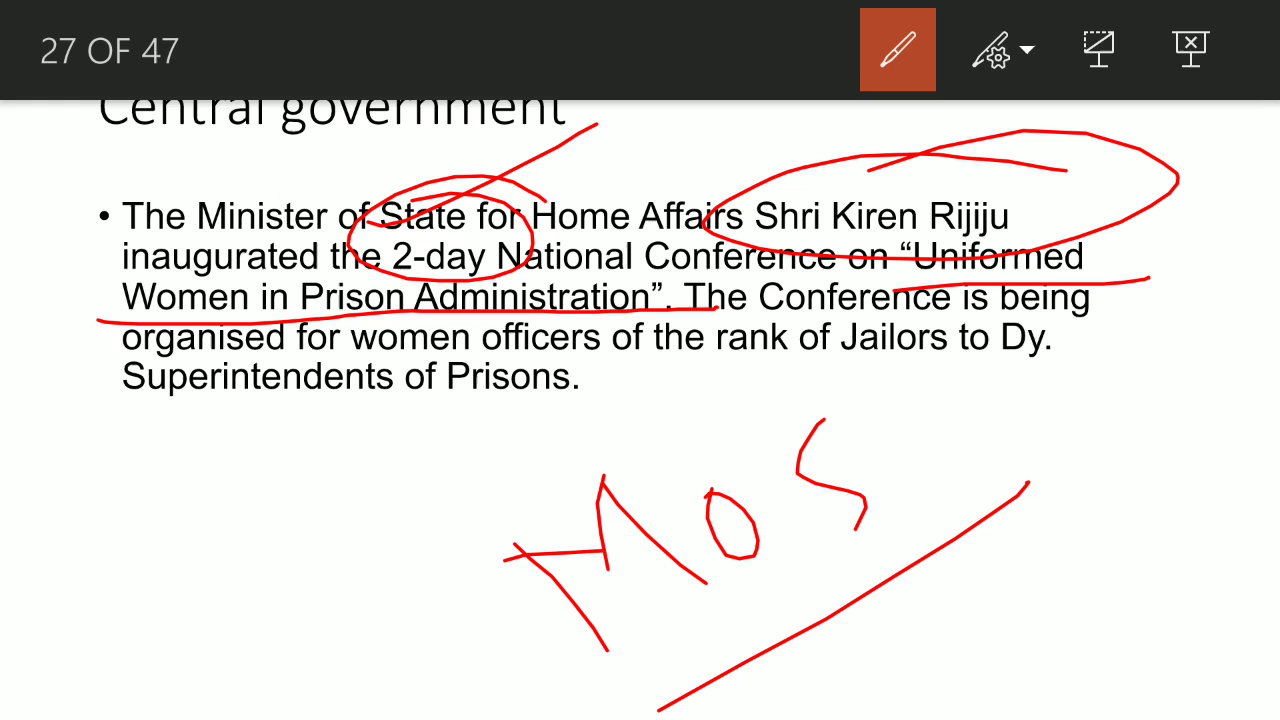 27 OF 47
Central government
• The Minister of State for Home Affairs Shri Kiren Rijiju
inaugurated the 2-day National Conference on “Uniformed
Women in Prison Administration”. The Conference is being
organised for women officers of the rank of Jailors to Dy.
Superintendents of Prisons.
MOS